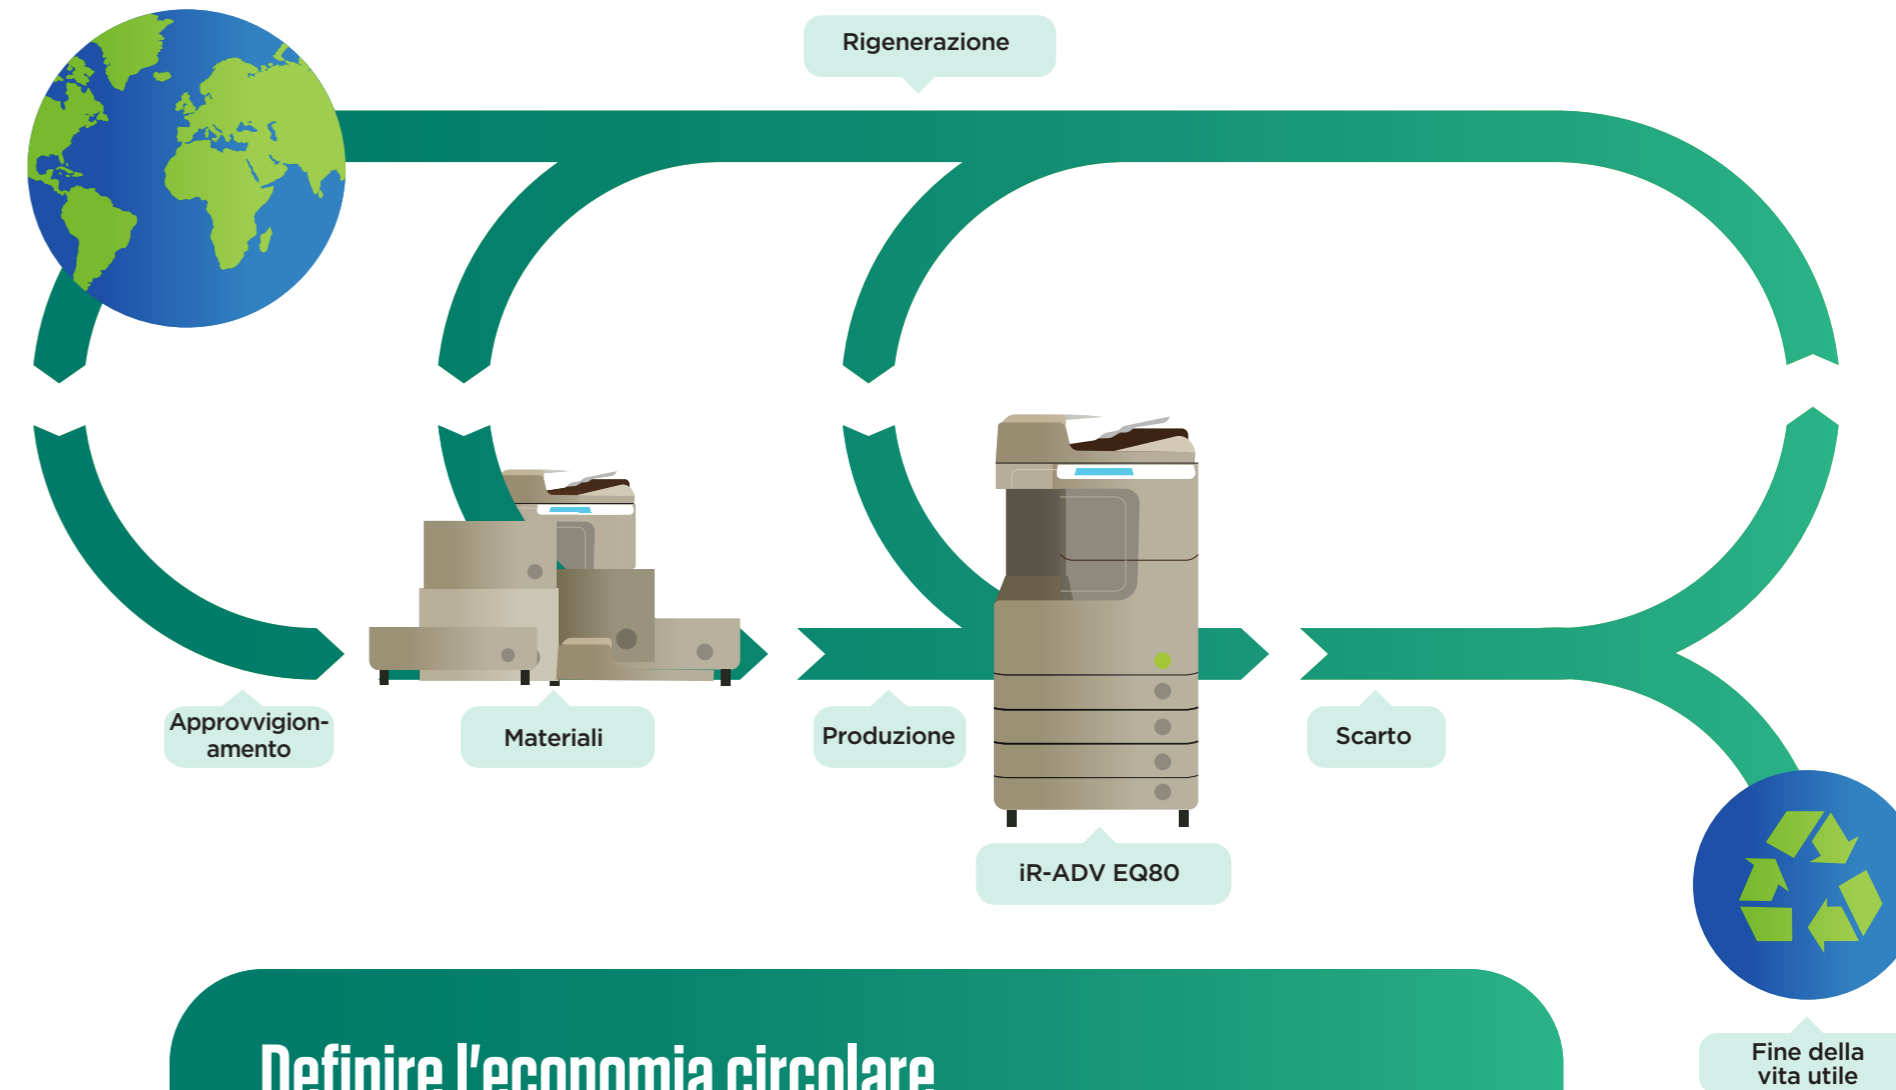 Rigenerazione
Approvvigion-
amento
Materiali
Produzione
Scarto
iR-ADV EQ80
Fine della
vita utile
Definire l'economia circolare